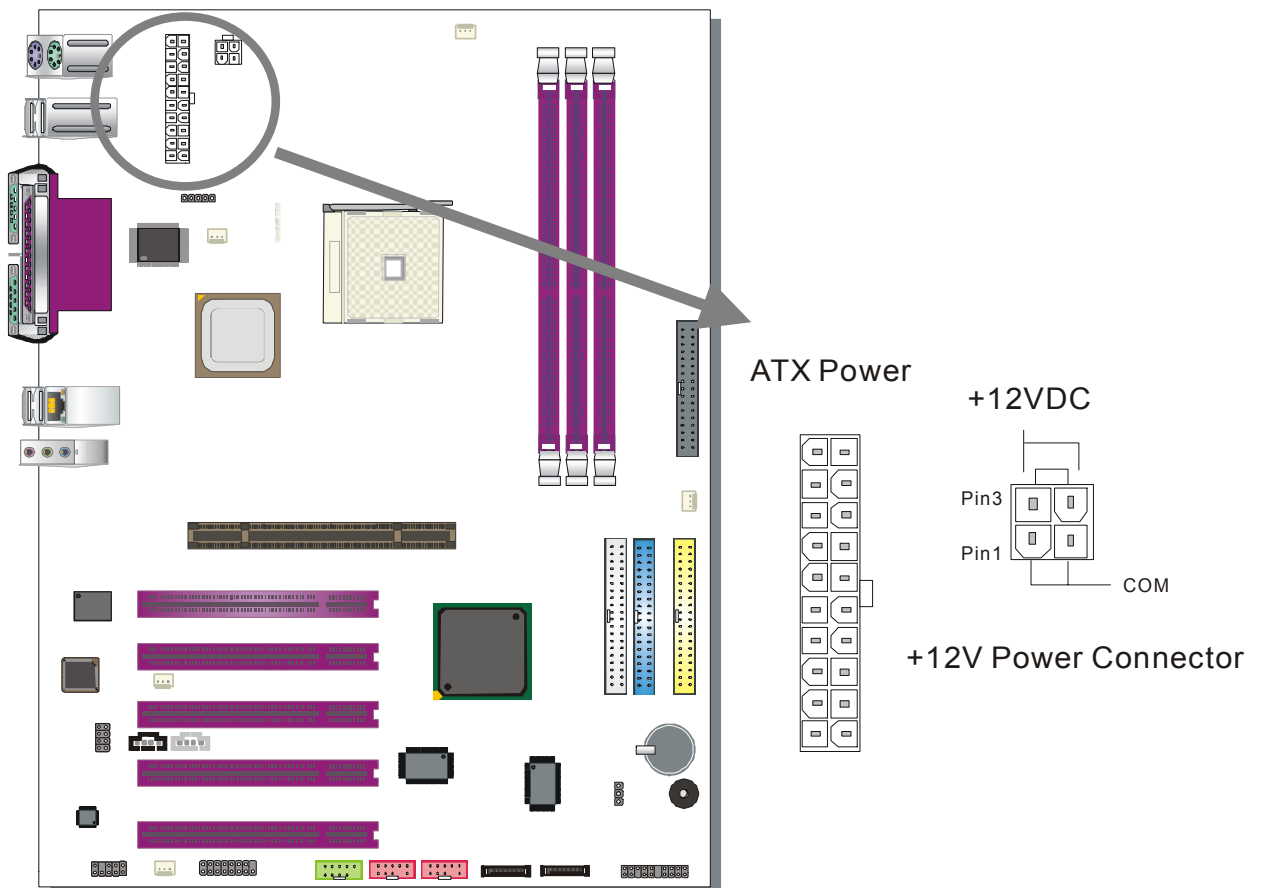 ATX Power
+12VDC
Pin3
Pin1
COM
+12V Power Connector